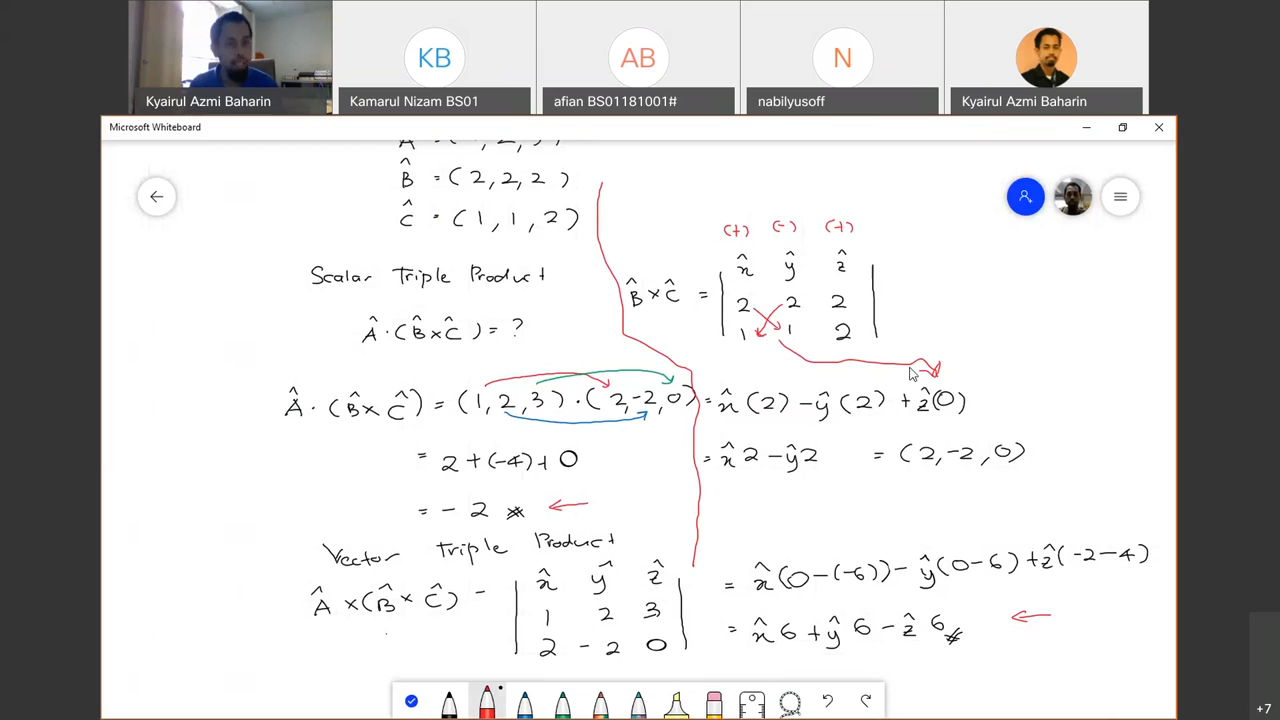 KB
AB
N
Kyairul Azmi Baharin
Kamarul Nizam BS01
afian BS01181001#
nabilyusoff
Kyairul Azmi Baharin
Microsoft Whiteboard
B̂ = (2,2,2)
Ĉ = (1,1,2)
Scalar Triple Product
Â·(B̂×Ĉ) = ?
Â·(B̂×Ĉ) = (1,2,3)·(2,-2,0)
= 2+(-4)+0
= -2
(+) (-) (+)
B̂×Ĉ = | x̂ ŷ ẑ |
2 2 2
1 1 2
= x̂(2) -ŷ(2) +ẑ(0)
= x̂2 -ŷ2 = (2,-2,0)
Vector Triple Product
Â×(B̂×Ĉ) = | x̂ ŷ ẑ |
1 2 3
2 -2 0
= x̂(0-(-6)) - ŷ(0-6) + ẑ(-2-4)
= x̂6 + ŷ6 - ẑ6
+7